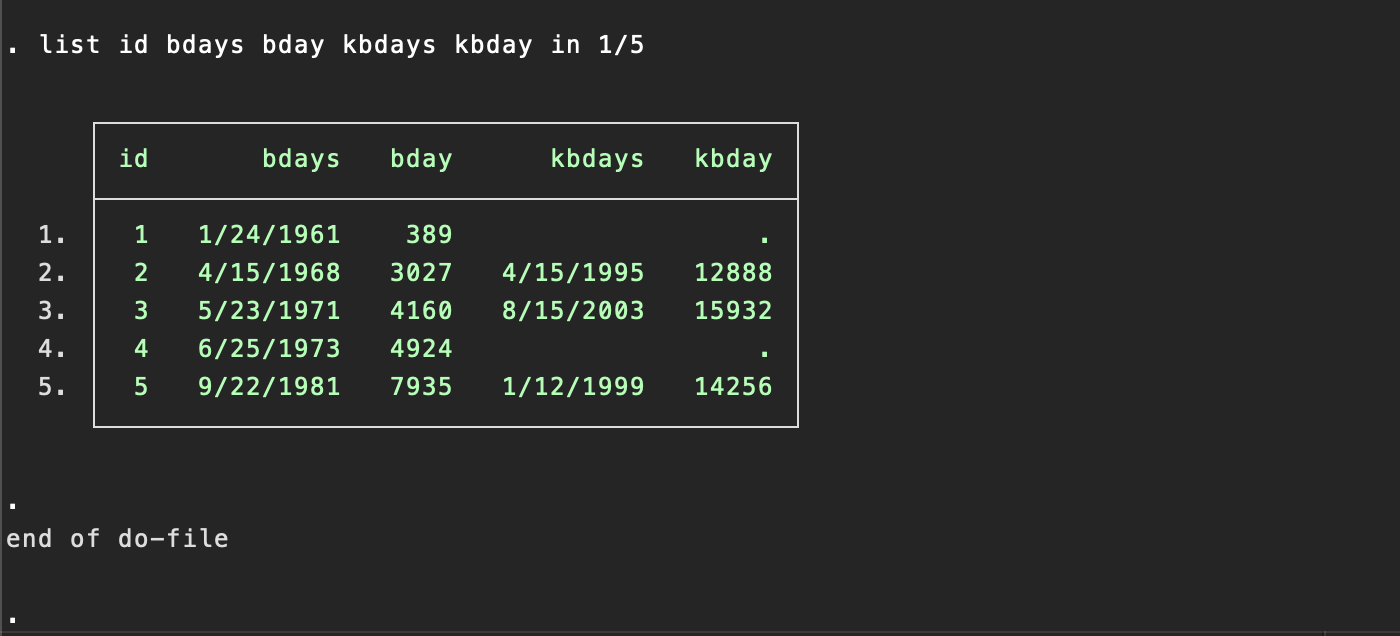 . list id bdays bday kbdays kbday in 1/5
id bdays bday kbdays kbday
1. 1 1/24/1961 389 .
2. 2 4/15/1968 3027 4/15/1995 12888
3. 3 5/23/1971 4160 8/15/2003 15932
4. 4 6/25/1973 4924 .
5. 5 9/22/1981 7935 1/12/1999 14256
.
end of do-file
.